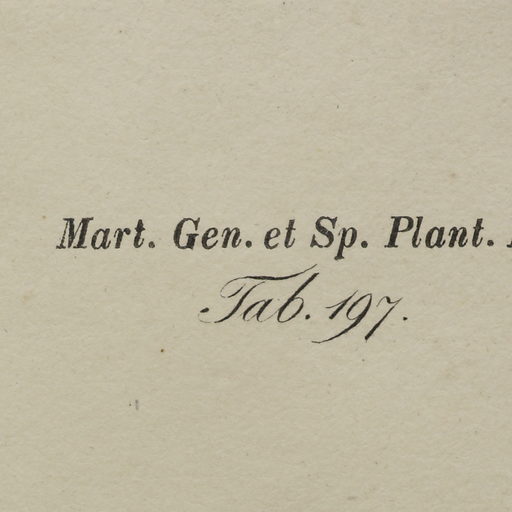 Mart. Gen. et Sp. Plant.
Tab. 197.